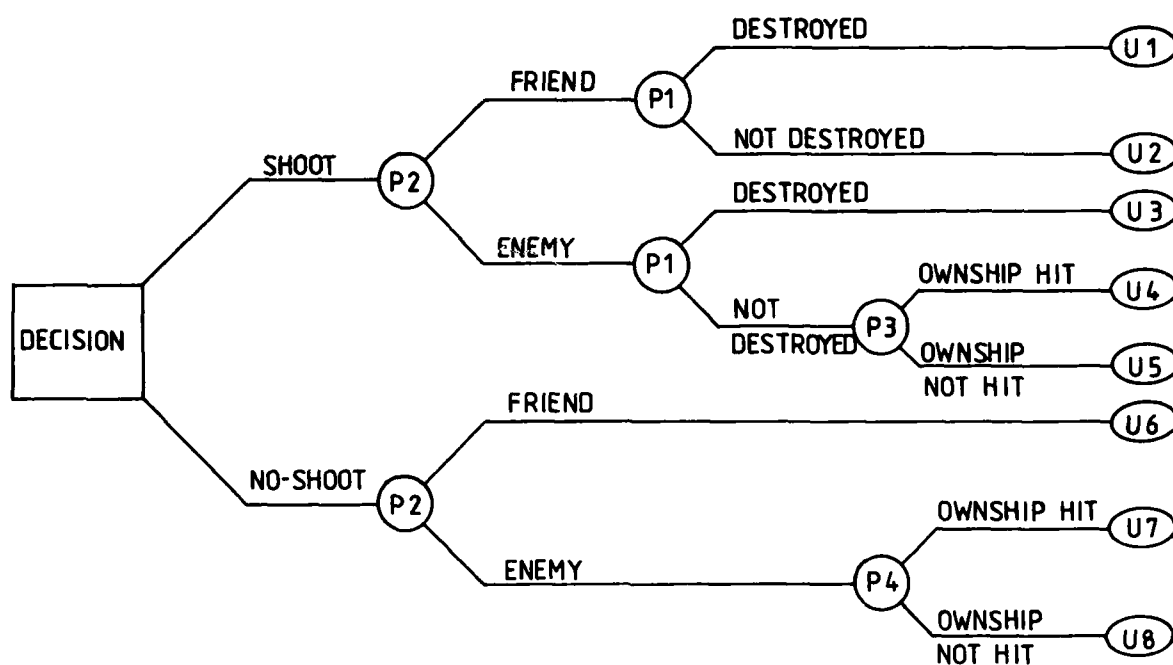 DESTROYED
U1
FRIEND
P1
NOT DESTROYED
U2
SHOOT
P2
DESTROYED
U3
ENEMY
P1
OWNSHIP HIT
U4
NOT
DESTROYED
P3
OWNSHIP
NOT HIT
U5
DECISION
FRIEND
U6
NO-SHOOT
P2
OWNSHIP HIT
U7
ENEMY
P4
OWNSHIP
NOT HIT
U8